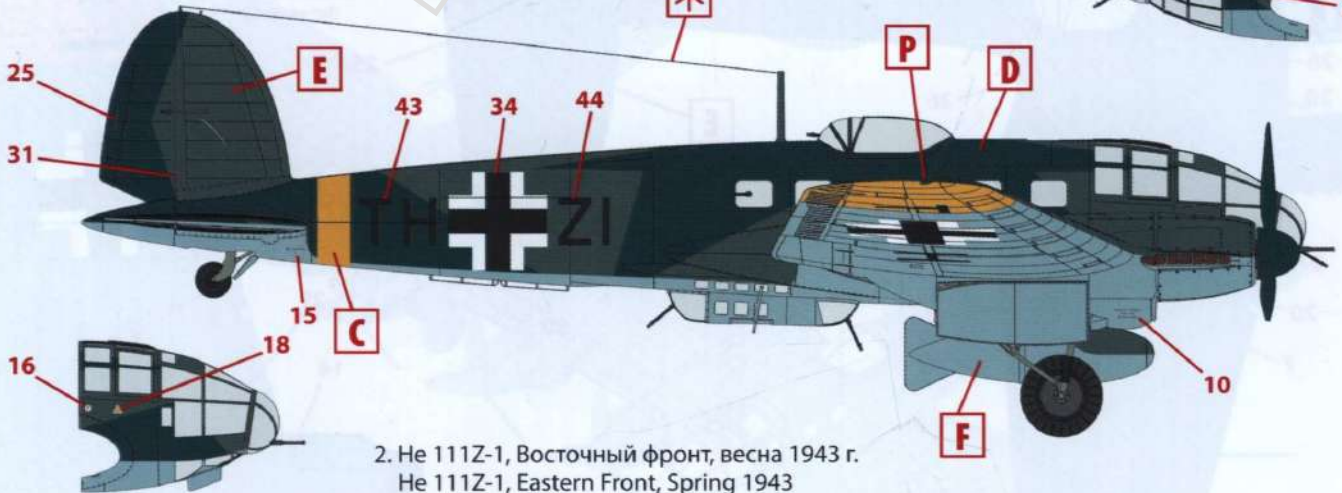 25
E
P
D
43
34
44
31
TH
ZI
15
C
16
18
10
F
2. Не 111Z-1, Восточный фронт, весна 1943 г.
He 111Z-1, Eastern Front, Spring 1943